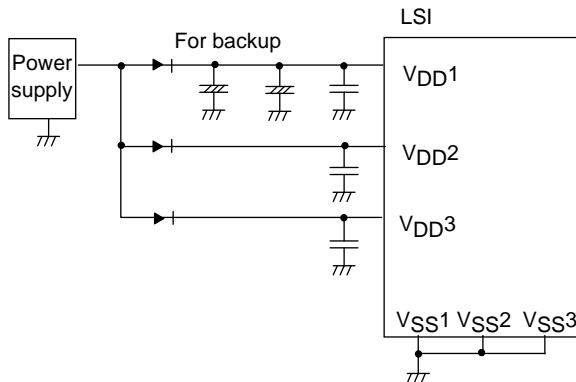 LSI
For backup
Power
supply
VDD1
VDD2
VDD3
VSS1 VSS2 VSS3